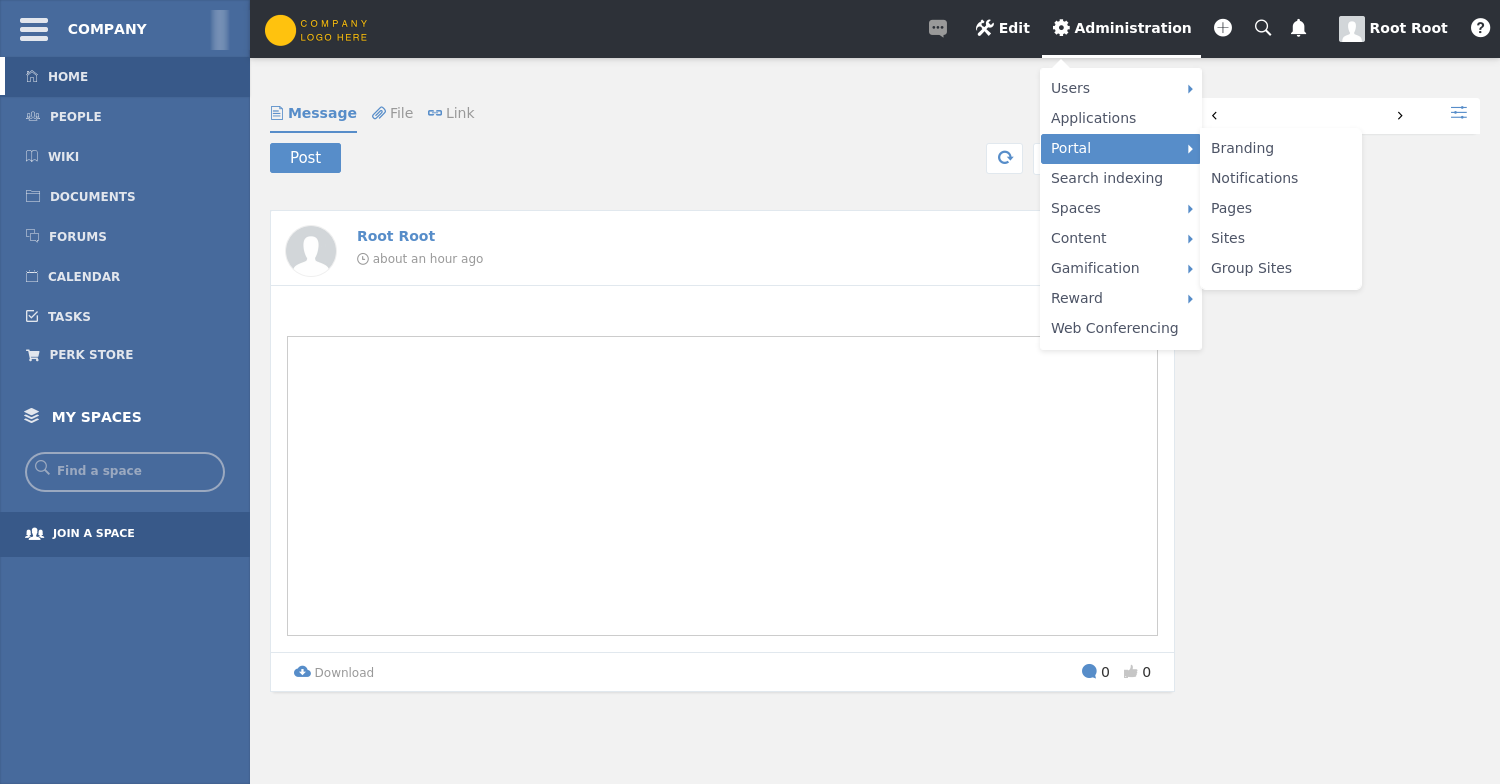 COMPANY
COMPANY
LOGO HERE
Edit
Administration
Root Root
HOME
PEOPLE
WIKI
DOCUMENTS
FORUMS
CALENDAR
TASKS
PERK STORE
MY SPACES
Find a space
JOIN A SPACE
Message
File
Link
Post
Root Root
about an hour ago
Download
0
0
Users
Applications
Portal
Search indexing
Spaces
Content
Gamification
Reward
Web Conferencing
Branding
Notifications
Pages
Sites
Group Sites